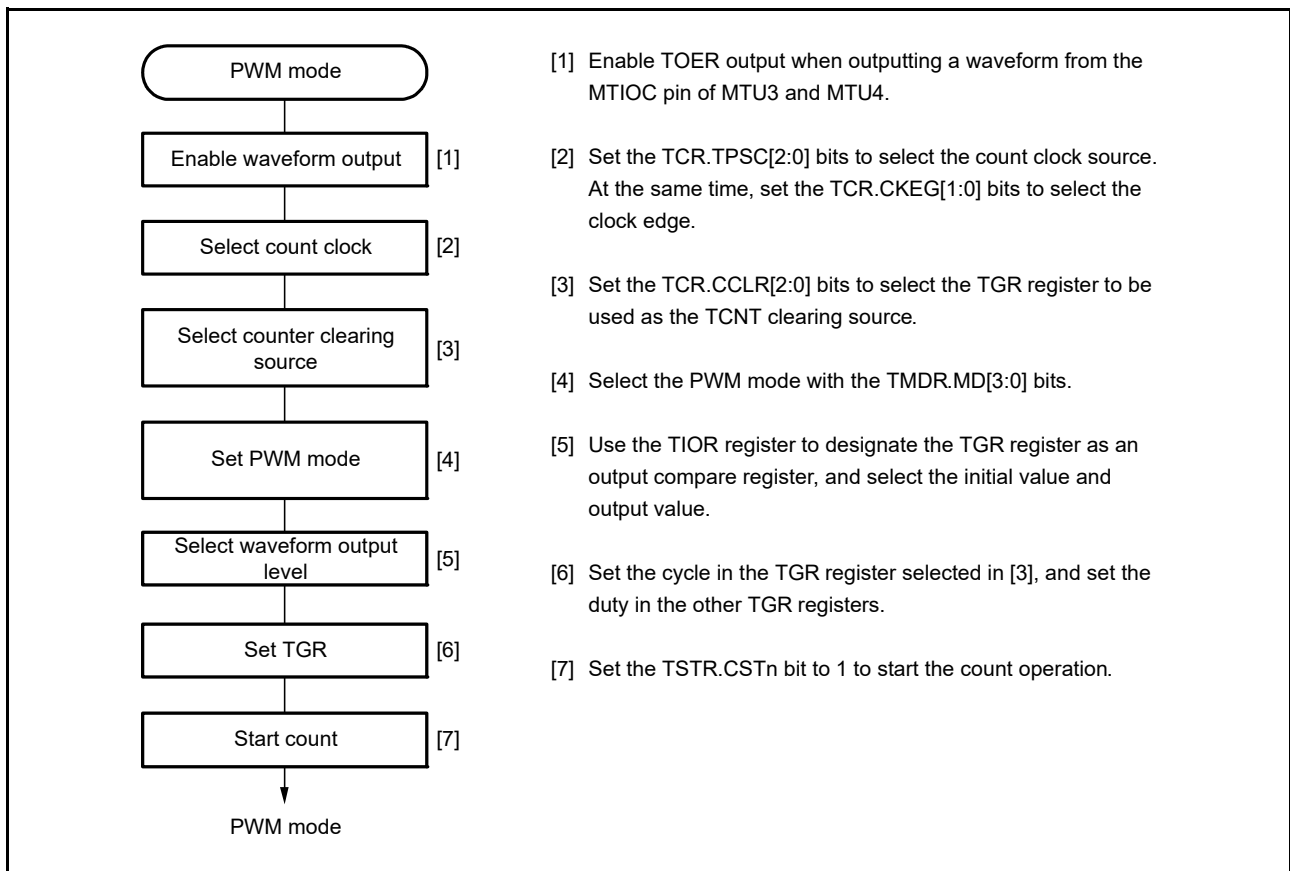 PWM mode
Enable waveform output [1]
Select count clock [2]
Select counter clearing
source [3]
Set PWM mode [4]
Select waveform output
level [5]
Set TGR [6]
Start count [7]
PWM mode
[1] Enable TOER output when outputting a waveform from the
MTIOC pin of MTU3 and MTU4.
[2] Set the TCR.TPSC[2:0] bits to select the count clock source.
At the same time, set the TCR.CKEG[1:0] bits to select the
clock edge.
[3] Set the TCR.CCLR[2:0] bits to select the TGR register to be
used as the TCNT clearing source.
[4] Select the PWM mode with the TMDR.MD[3:0] bits.
[5] Use the TIOR register to designate the TGR register as an
output compare register, and select the initial value and
output value.
[6] Set the cycle in the TGR register selected in [3], and set the
duty in the other TGR registers.
[7] Set the TSTR.CSTn bit to 1 to start the count operation.